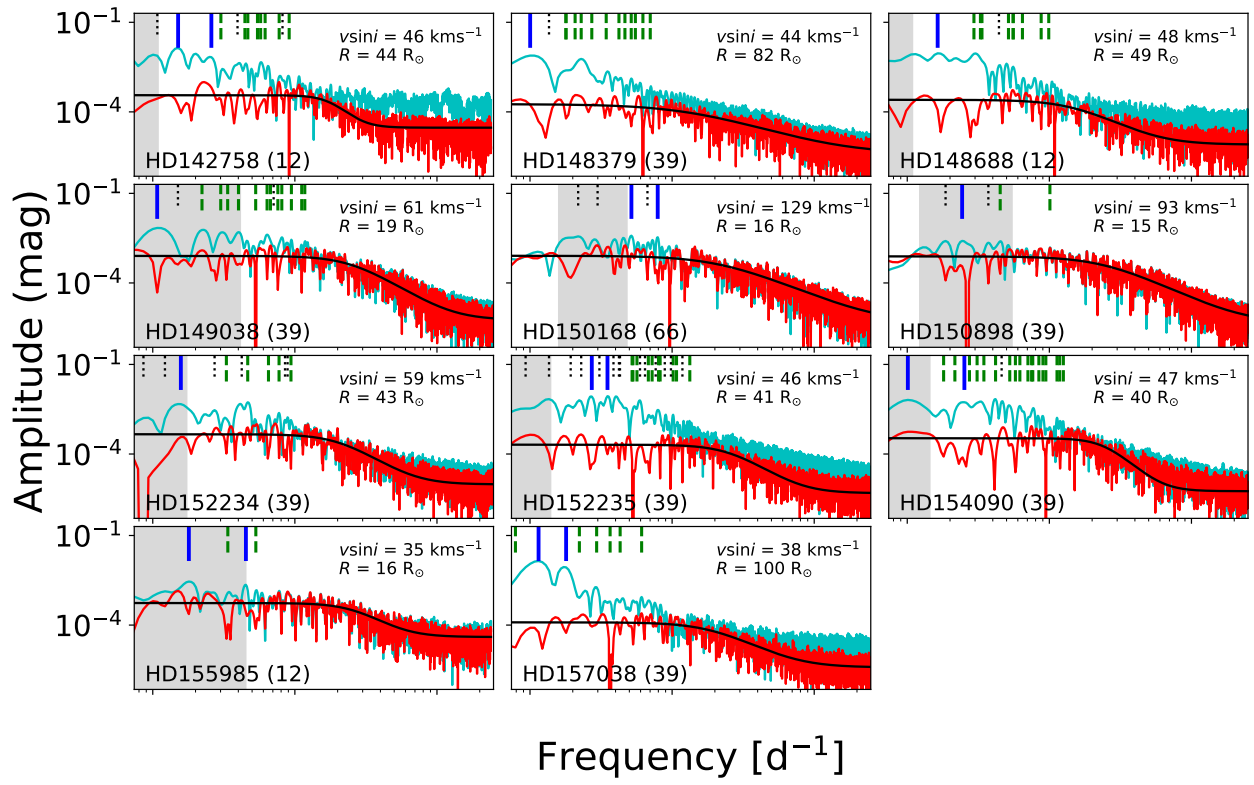 Amplitude (mag)
10⁻¹
10⁻⁴
vsini = 46 kms⁻¹
R = 44 R☉
HD142758 (12)
vsini = 44 kms⁻¹
R = 82 R☉
HD148379 (39)
vsini = 48 kms⁻¹
R = 49 R☉
HD148688 (12)
10⁻¹
10⁻⁴
vsini = 61 kms⁻¹
R = 19 R☉
HD149038 (39)
vsini = 129 kms⁻¹
R = 16 R☉
HD150168 (66)
vsini = 93 kms⁻¹
R = 15 R☉
HD150898 (39)
10⁻¹
10⁻⁴
vsini = 59 kms⁻¹
R = 43 R☉
HD152234 (39)
vsini = 46 kms⁻¹
R = 41 R☉
HD152235 (39)
vsini = 47 kms⁻¹
R = 40 R☉
HD154090 (39)
10⁻¹
10⁻⁴
vsini = 35 kms⁻¹
R = 16 R☉
HD155985 (12)
vsini = 38 kms⁻¹
R = 100 R☉
HD157038 (39)
Frequency [d⁻¹]